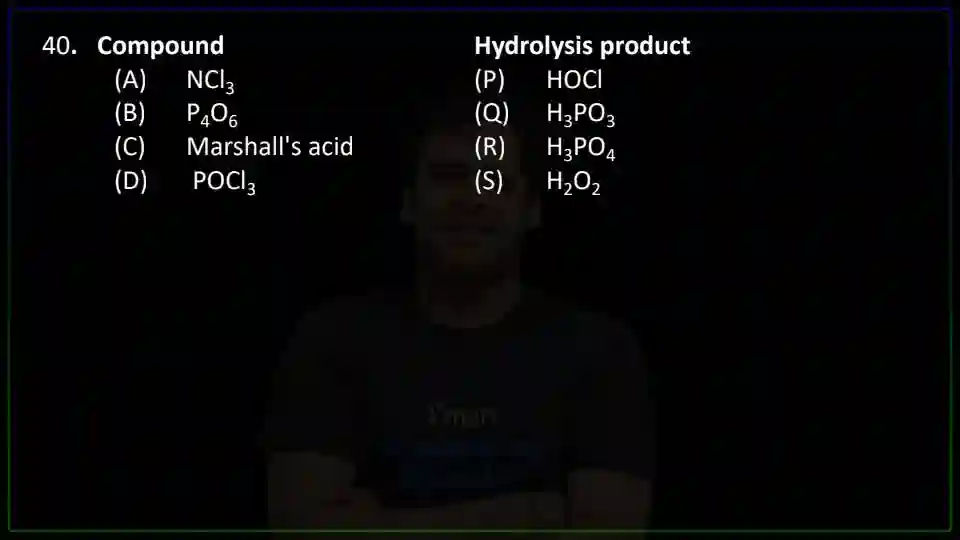 40. Compound Hydrolysis product
(A) NCl₃ (P) HOCl
(B) P₄O₆ (Q) H₃PO₃
(C) Marshall's acid (R) H₃PO₄
(D) POCl₃ (S) H₂O₂